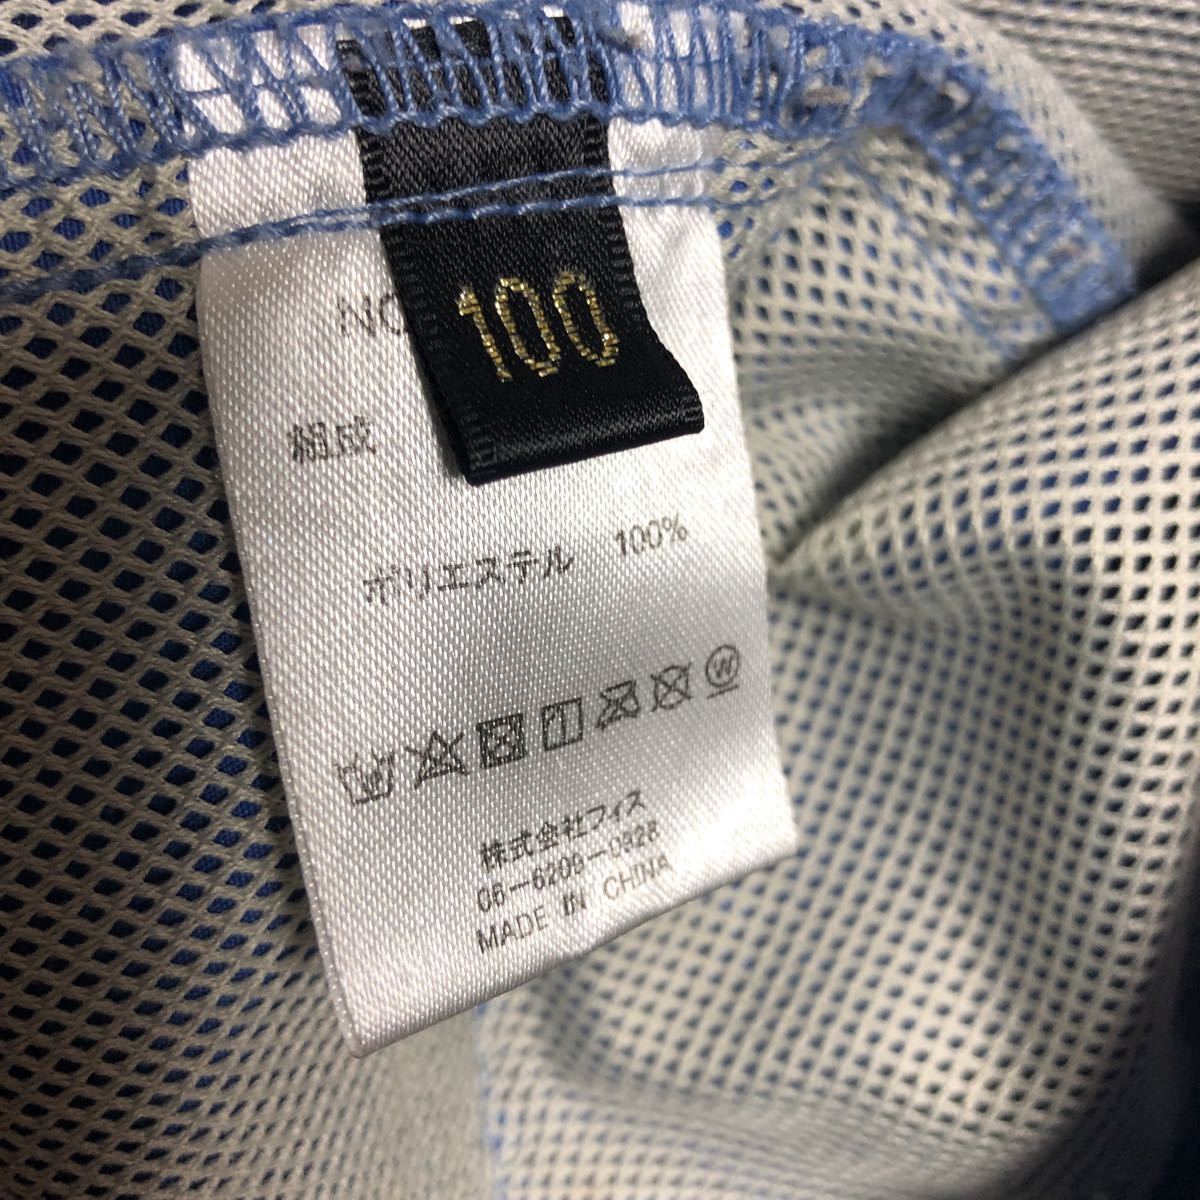 100
NO
組成
ポリエステル 100%
W
株式会社フィス
06-6209-0928
MADE IN CHINA